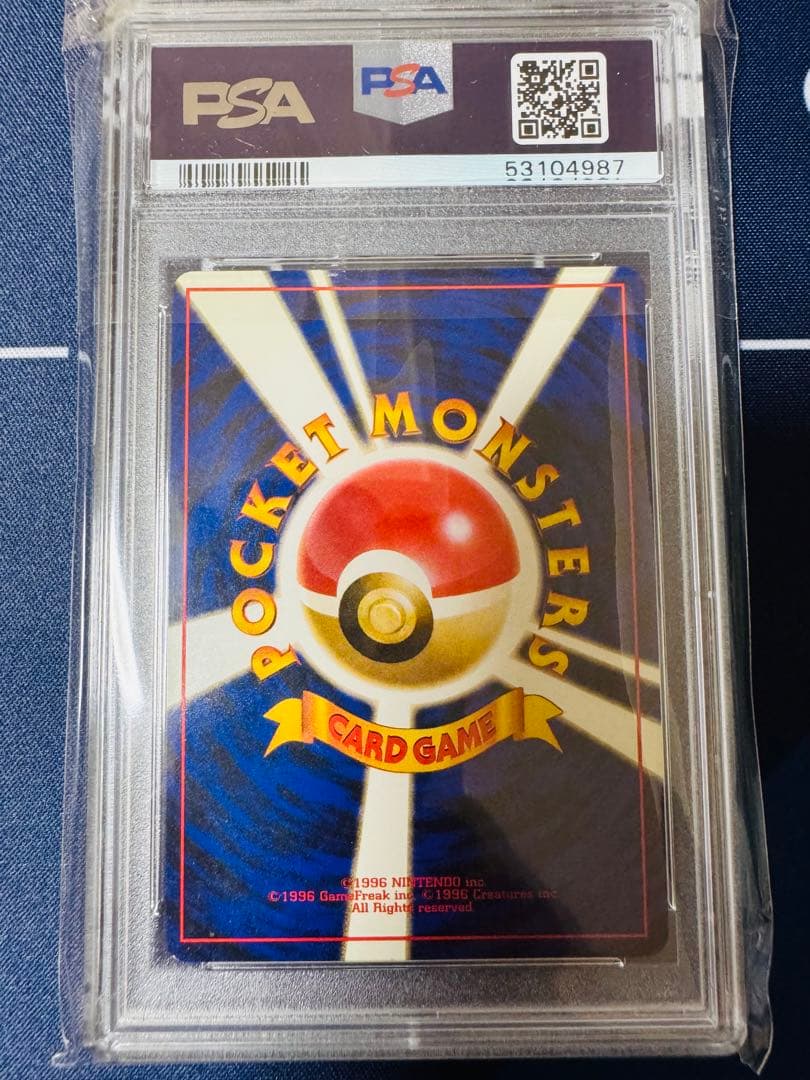 PSA
PSA
53104987
POCKET MONSTERS
CARD GAME
©1996 NINTENDO inc.
©1996 GameFreak inc. ©1996 Creatures inc.
All Rights reserved.